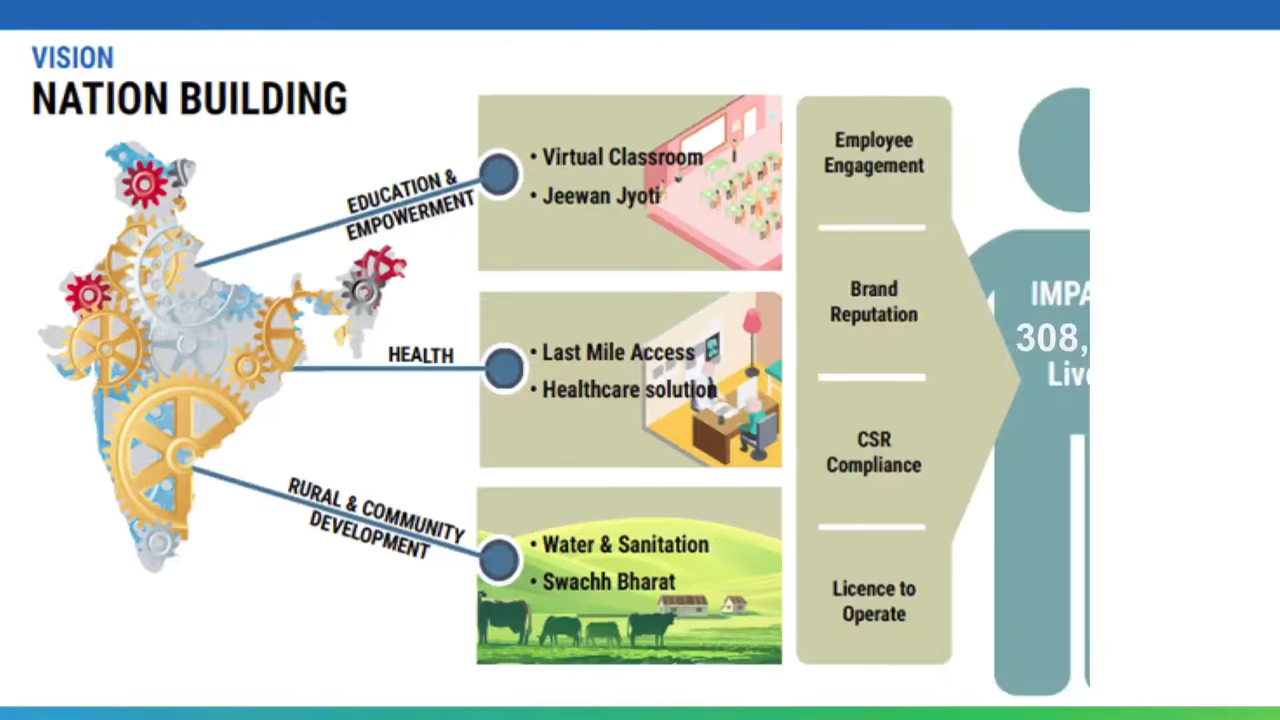 VISION
NATION BUILDING
EDUCATION &
EMPOWERMENT
• Virtual Classroom
• Jeewan Jyoti
HEALTH
• Last Mile Access
• Healthcare solution
RURAL & COMMUNITY
DEVELOPMENT
• Water & Sanitation
• Swachh Bharat
Employee
Engagement
Brand
Reputation
CSR
Compliance
Licence to
Operate
308,